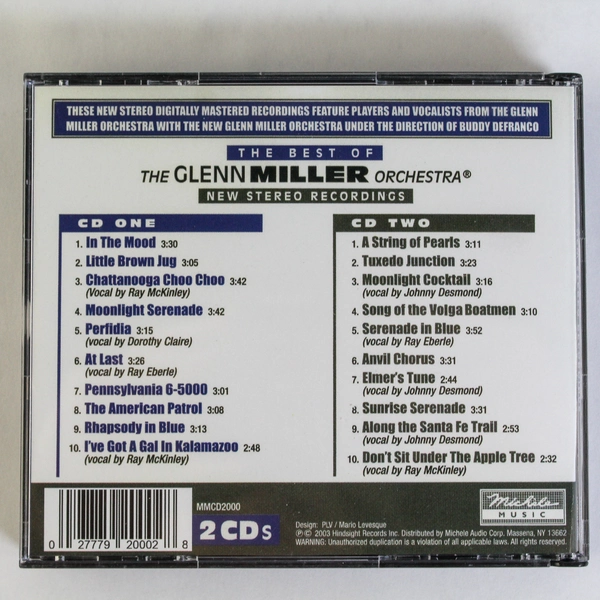 THESE NEW STEREO DIGITALLY MASTERED RECORDINGS FEATURE PLAYERS AND VOCALISTS FROM THE GLENN
MILLER ORCHESTRA WITH THE NEW GLENN MILLER ORCHESTRA UNDER THE DIRECTION OF BUDDY DEFRANCO
THE BEST OF
THE GLENN MILLER ORCHESTRA®
NEW STEREO RECORDINGS
CD ONE
1. In The Mood 3:30
2. Little Brown Jug 3:05
3. Chattanooga Choo Choo 3:42
(Vocal by Ray McKinley)
4. Moonlight Serenade 3:42
5. Perfidia 3:15
(vocal by Dorothy Claire)
6. At Last 3:26
(vocal by Ray Eberle)
7. Pennsylvania 6-5000 3:01
8. The American Patrol 3:08
9. Rhapsody in Blue 3:13
10. I've Got A Gal In Kalamazoo 2:48
(vocal by Ray McKinley)
CD TWO
1. A String of Pearls 3:11
2. Tuxedo Junction 3:23
3. Moonlight Cocktail 3:16
(vocal by Johnny Desmond)
4. Song of the Volga Boatmen 3:10
5. Serenade in Blue 3:52
(vocal by Ray Eberle)
6. Anvil Chorus 3:31
7. Elmer's Tune 2:44
(vocal by Johnny Desmond)
8. Sunrise Serenade 3:31
9. Along the Santa Fe Trail 2:53
(vocal by Johnny Desmond)
10. Don't Sit Under The Apple Tree 2:32
(vocal by Ray McKinley)
0 27779 20002 8
MMCD2000
2 CDs
Design: PLV / Mario Levesque
℗© 2003 Hindsight Records Inc. Distributed by Michele Audio Corp. Massena, NY 13662
WARNING: Unauthorized duplication is a violation of all applicable laws. All rights reserved.
Michele
MUSIC